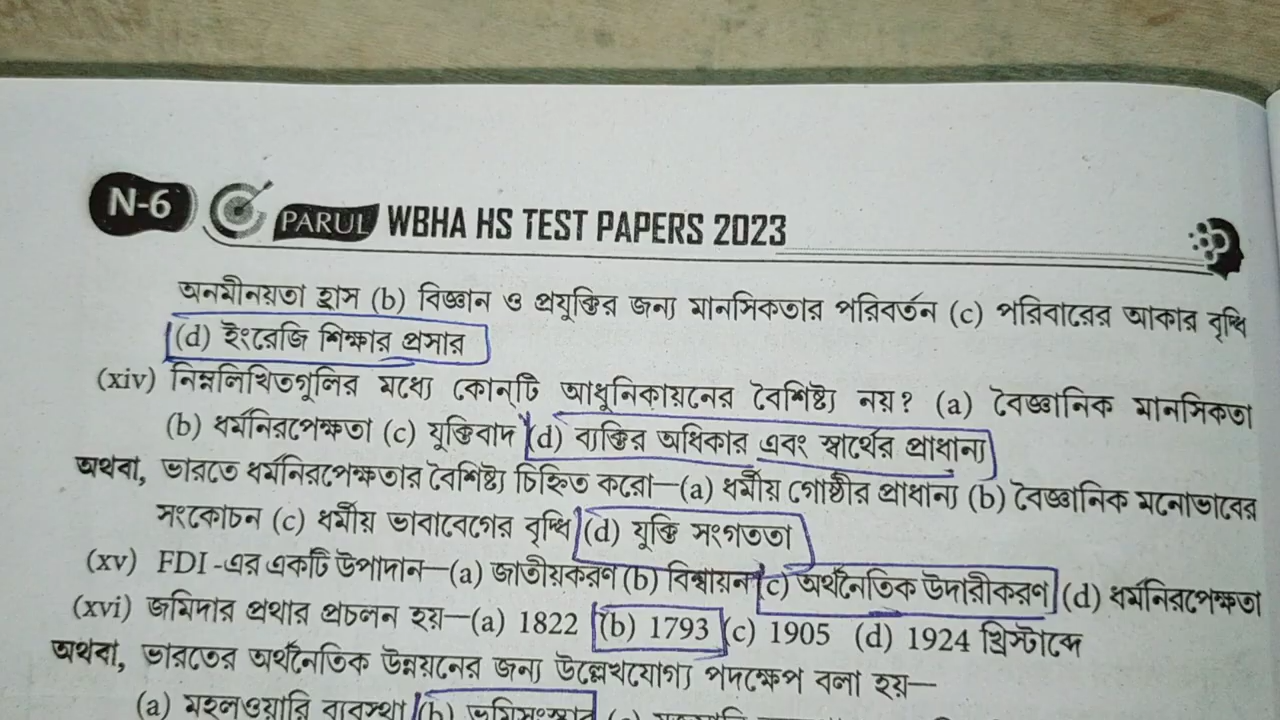 N-6 PARUL WBHA HS TEST PAPERS 2023
অনমনীয়তা হ্রাস (b) বিজ্ঞান ও প্রযুক্তির জন্য মানসিকতার পরিবর্তন (c) পরিবারের আকার বৃদ্ধি
(d) ইংরেজি শিক্ষার প্রসার
(xiv) নিম্নলিখিতগুলির মধ্যে কোন্‌টি আধুনিকায়নের বৈশিষ্ট্য নয়? (a) বৈজ্ঞানিক মানসিকতা
(b) ধর্মনিরপেক্ষতা (c) যুক্তিবাদ (d) ব্যক্তির অধিকার এবং স্বার্থের প্রাধান্য
অথবা, ভারতে ধর্মনিরপেক্ষতার বৈশিষ্ট্য চিহ্নিত করো—(a) ধর্মীয় গোষ্ঠীর প্রাধান্য (b) বৈজ্ঞানিক মনোভাবের
সংকোচন (c) ধর্মীয় ভাবাবেগের বৃদ্ধি (d) যুক্তি সংগততা
(xv) FDI-এর একটি উপাদান—(a) জাতীয়করণ (b) বিশ্বায়ন (c) অর্থনৈতিক উদারীকরণ (d) ধর্মনিরপেক্ষতা
(xvi) জমিদার প্রথার প্রচলন হয়—(a) 1822 (b) 1793 (c) 1905 (d) 1924 খ্রিস্টাব্দে
অথবা, ভারতের অর্থনৈতিক উন্নয়নের জন্য উল্লেখযোগ্য পদক্ষেপ বলা হয়—
(a) মহলওয়ারি ব্যবস্থা (b) ভূমিসংস্কার